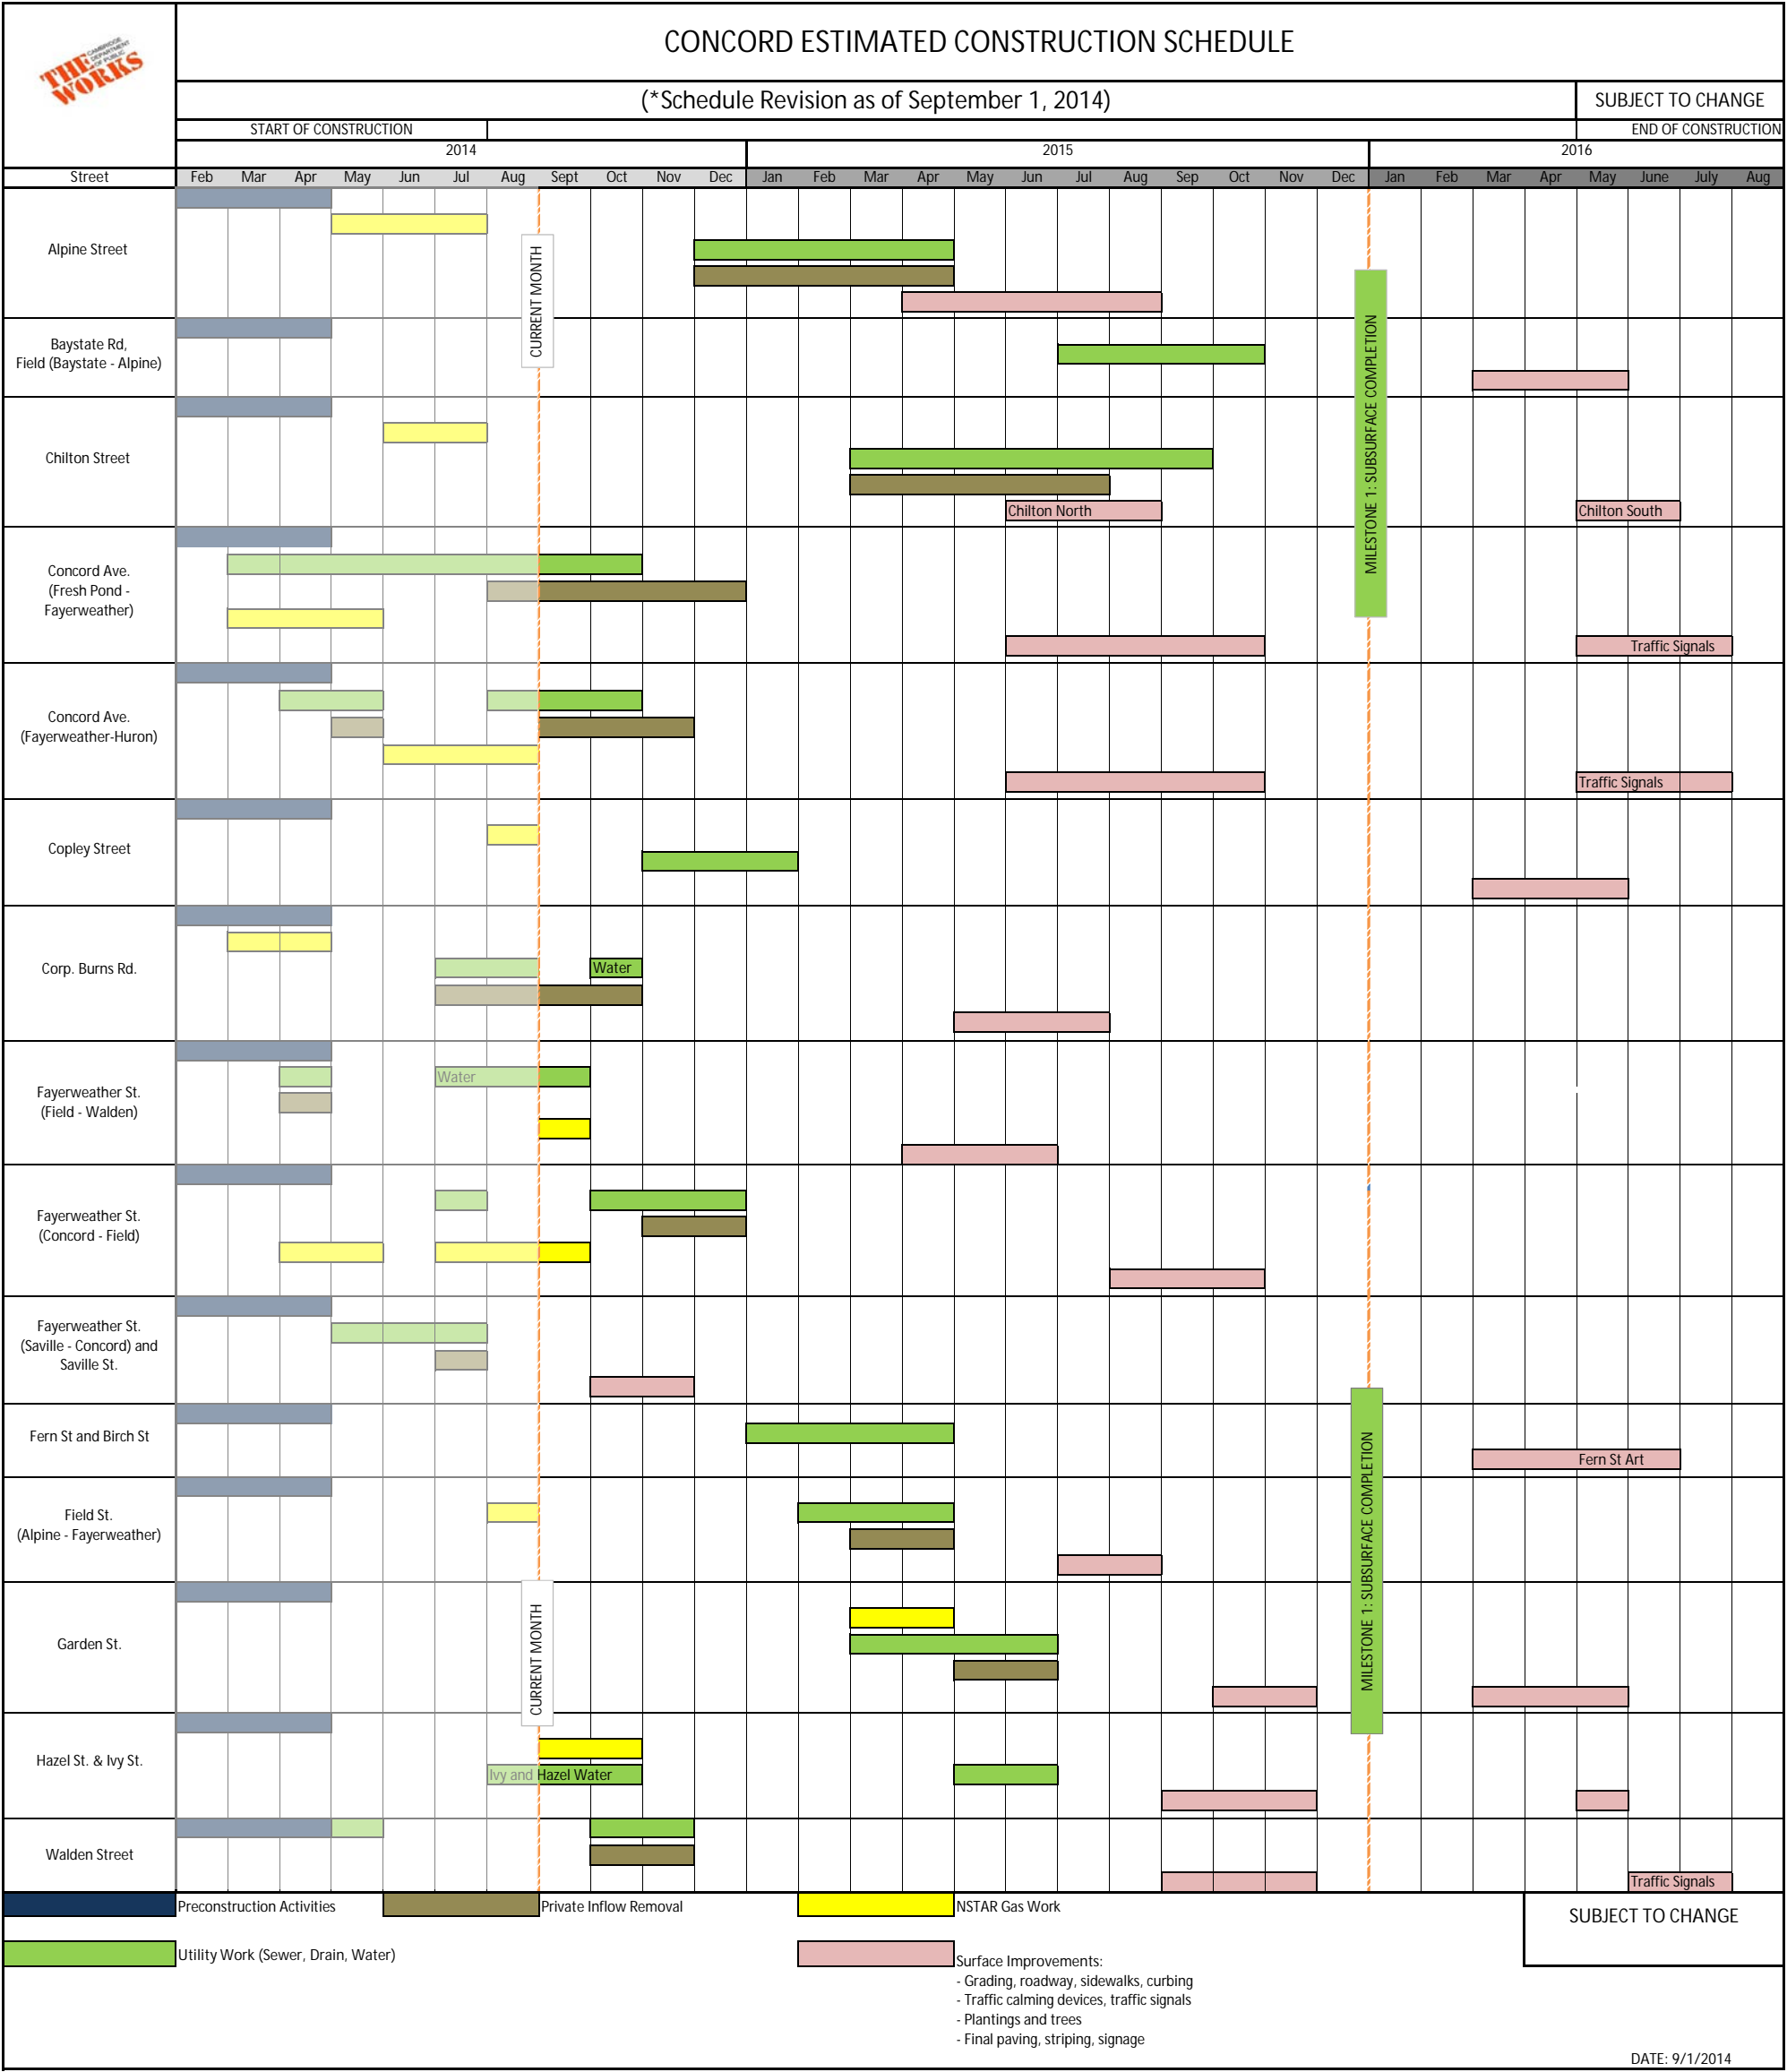 THE WORKS
CAMBRIDGE
DEPARTMENT
OF PUBLIC
CONCORD ESTIMATED CONSTRUCTION SCHEDULE
(*Schedule Revision as of September 1, 2014)
SUBJECT TO CHANGE
START OF CONSTRUCTION
END OF CONSTRUCTION
2014 2015 2016
Street Feb Mar Apr May Jun Jul Aug Sept Oct Nov Dec Jan Feb Mar Apr May Jun Jul Aug Sep Oct Nov Dec Jan Feb Mar Apr May June July Aug
Alpine Street
CURRENT MONTH
MILESTONE 1: SUBSURFACE COMPLETION
Baystate Rd,
Field (Baystate - Alpine)
Chilton Street
Chilton North
Chilton South
Concord Ave.
(Fresh Pond -
Fayerweather)
Traffic Signals
Concord Ave.
(Fayerweather-Huron)
Traffic Signals
Copley Street
Corp. Burns Rd.
Water
Fayerweather St.
(Field - Walden)
Water
Fayerweather St.
(Concord - Field)
Fayerweather St.
(Saville - Concord) and
Saville St.
Fern St and Birch St
Fern St Art
MILESTONE 1: SUBSURFACE COMPLETION
Field St.
(Alpine - Fayerweather)
Garden St.
CURRENT MONTH
Hazel St. & Ivy St.
Ivy and Hazel Water
Walden Street
Traffic Signals
Preconstruction Activities
Private Inflow Removal
NSTAR Gas Work
SUBJECT TO CHANGE
Utility Work (Sewer, Drain, Water)
Surface Improvements:
- Grading, roadway, sidewalks, curbing
- Traffic calming devices, traffic signals
- Plantings and trees
- Final paving, striping, signage
DATE: 9/1/2014